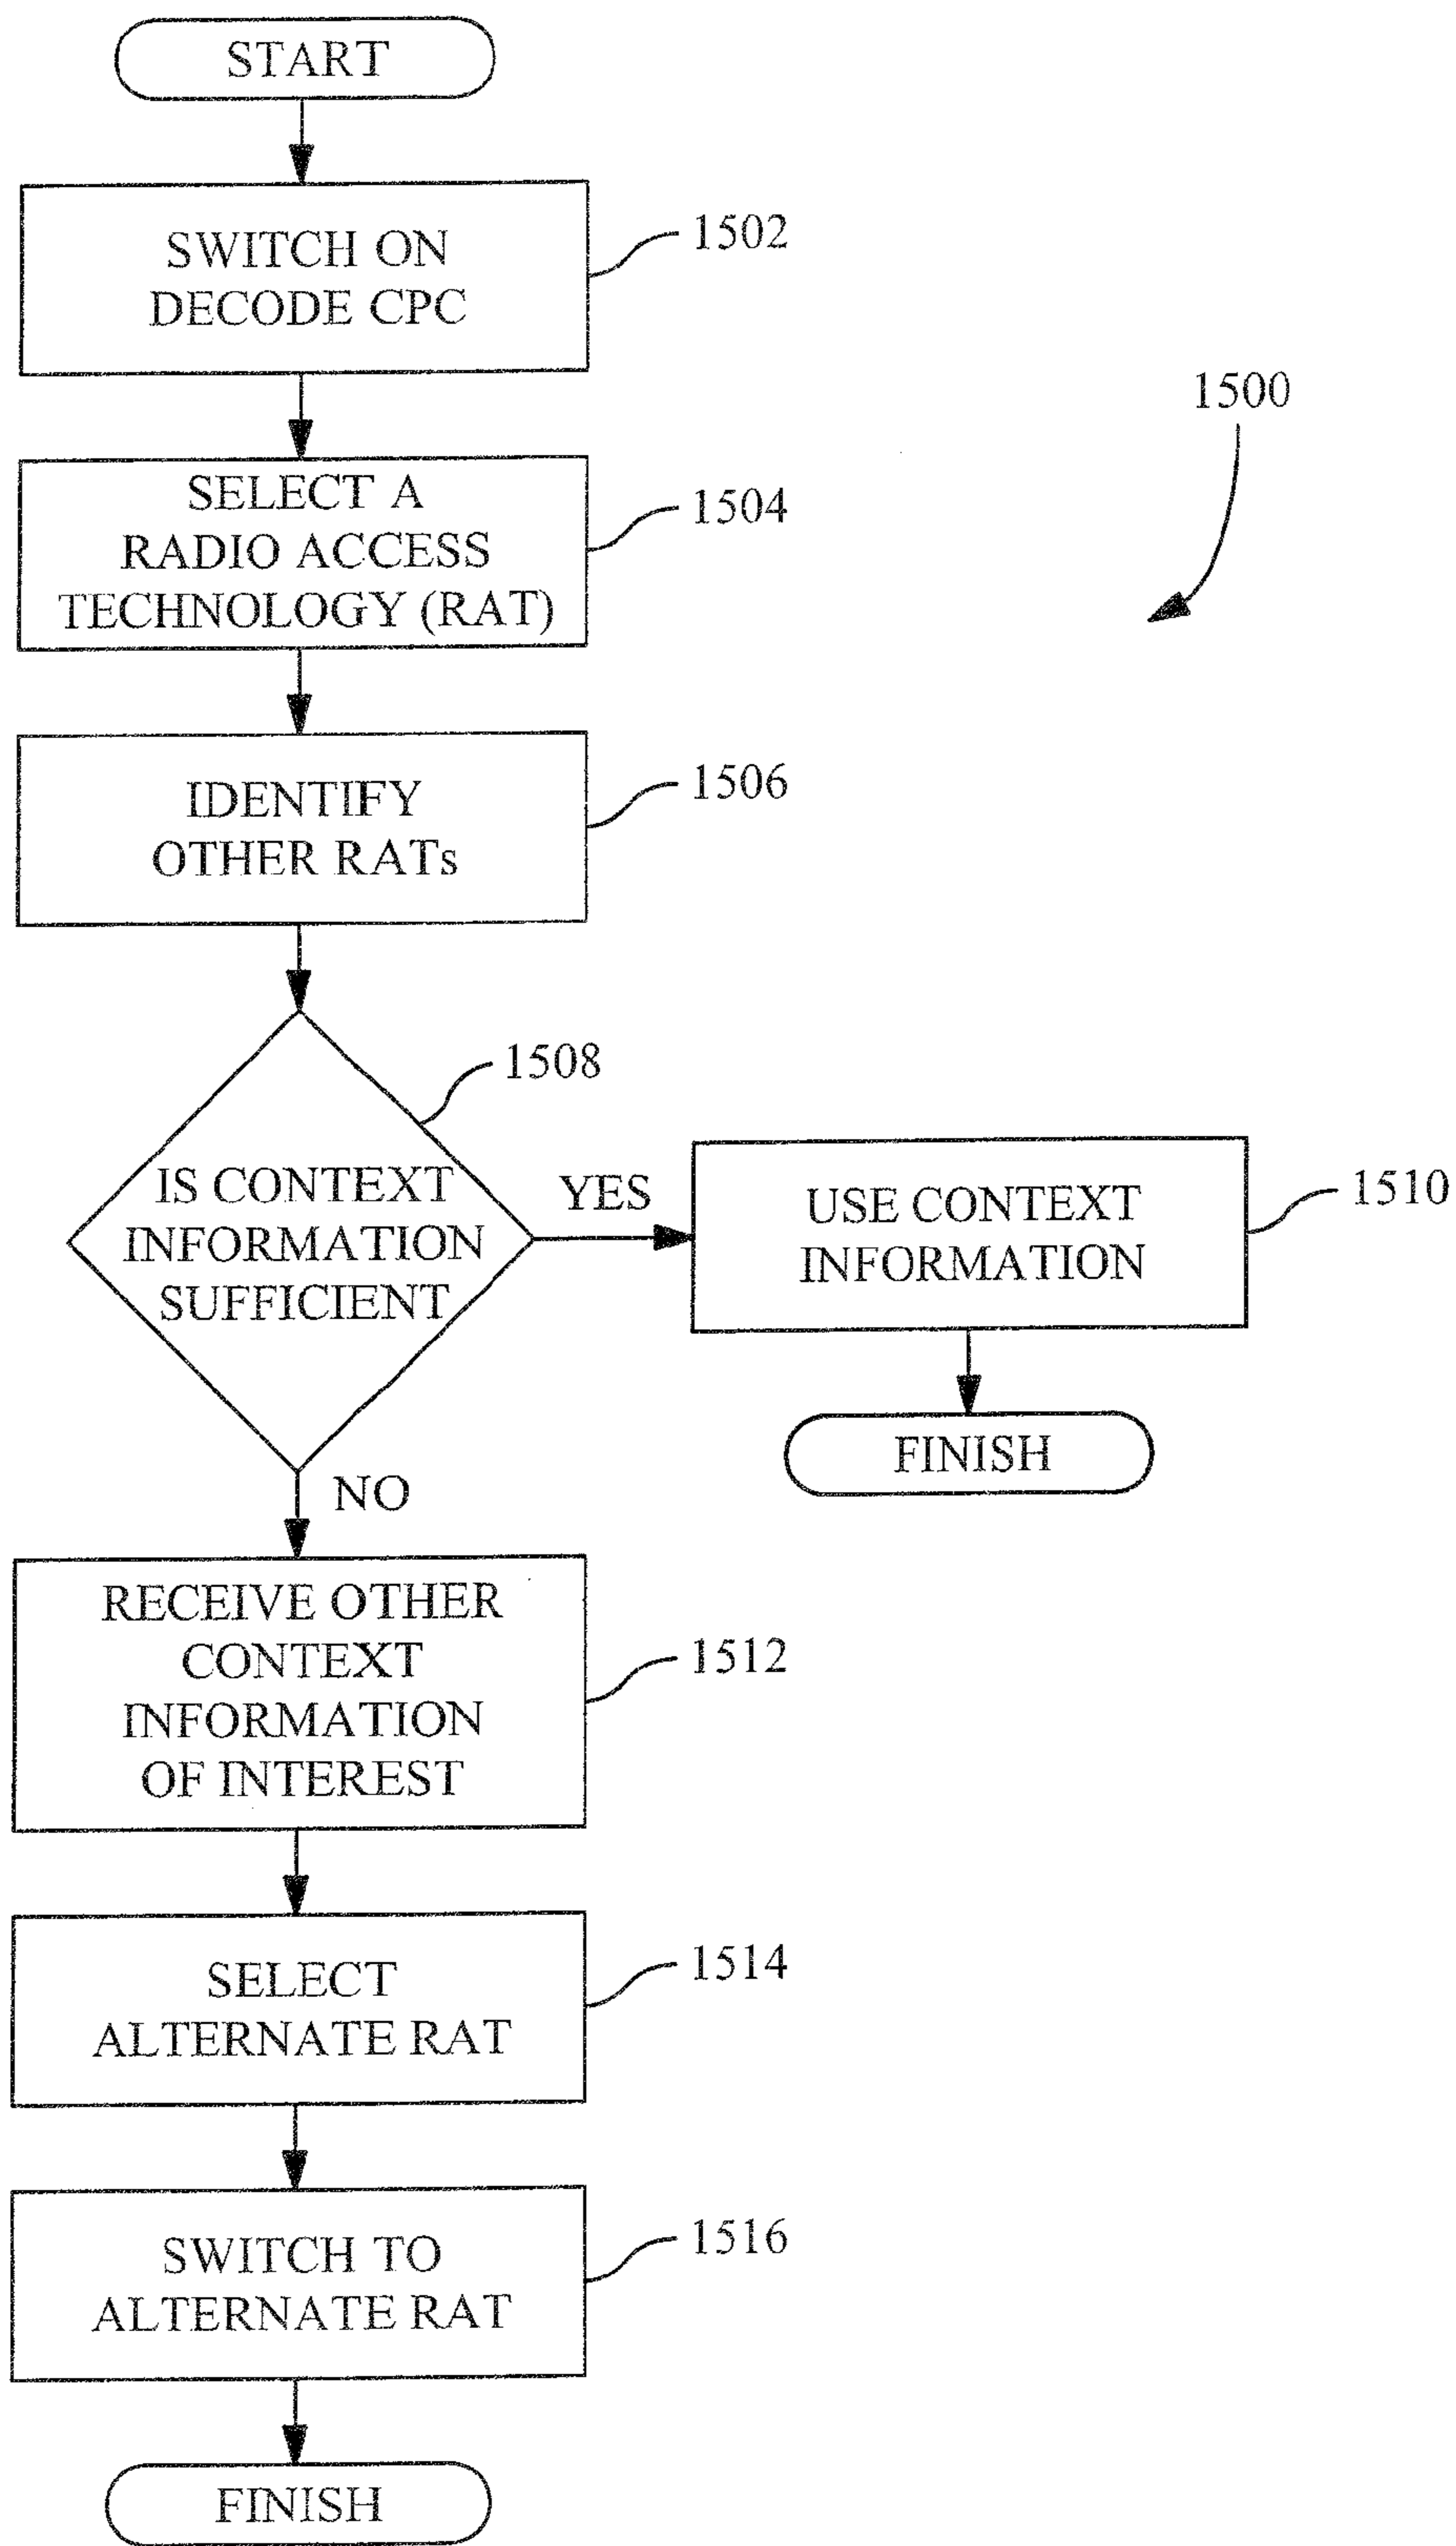 START
SWITCH ON
DECODE CPC
1502
1500
SELECT A
RADIO ACCESS
TECHNOLOGY (RAT)
1504
IDENTIFY
OTHER RATs
1506
1508
IS CONTEXT
INFORMATION
SUFFICIENT
YES
USE CONTEXT
INFORMATION
1510
FINISH
NO
RECEIVE OTHER
CONTEXT
INFORMATION
OF INTEREST
1512
SELECT
ALTERNATE RAT
1514
SWITCH TO
ALTERNATE RAT
1516
FINISH